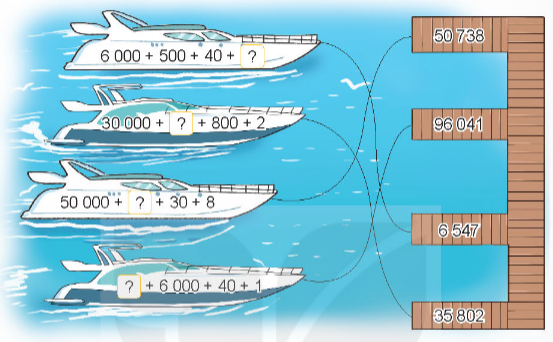 6 000 + 500 + 40 + ?
30 000 + ? + 800 + 2
50 000 + ? + 30 + 8
? + 6 000 + 40 + 1
50 738
96 041
6 547
35 802